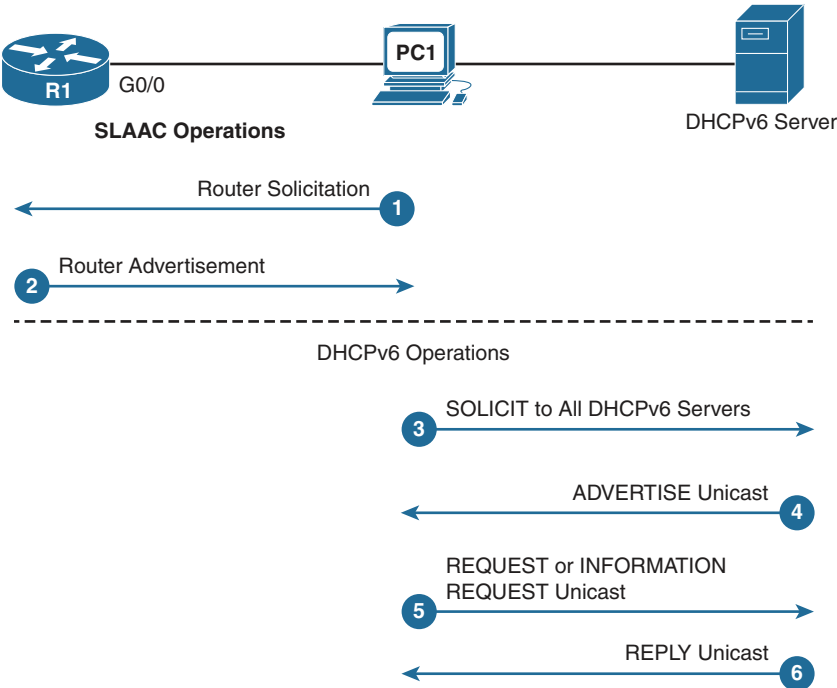 PC1
R1
G0/0
DHCPv6 Server
SLAAC Operations
Router Solicitation
1
Router Advertisement
2
DHCPv6 Operations
SOLICIT to All DHCPv6 Servers
3
ADVERTISE Unicast
4
REQUEST or INFORMATION
REQUEST Unicast
5
REPLY Unicast
6